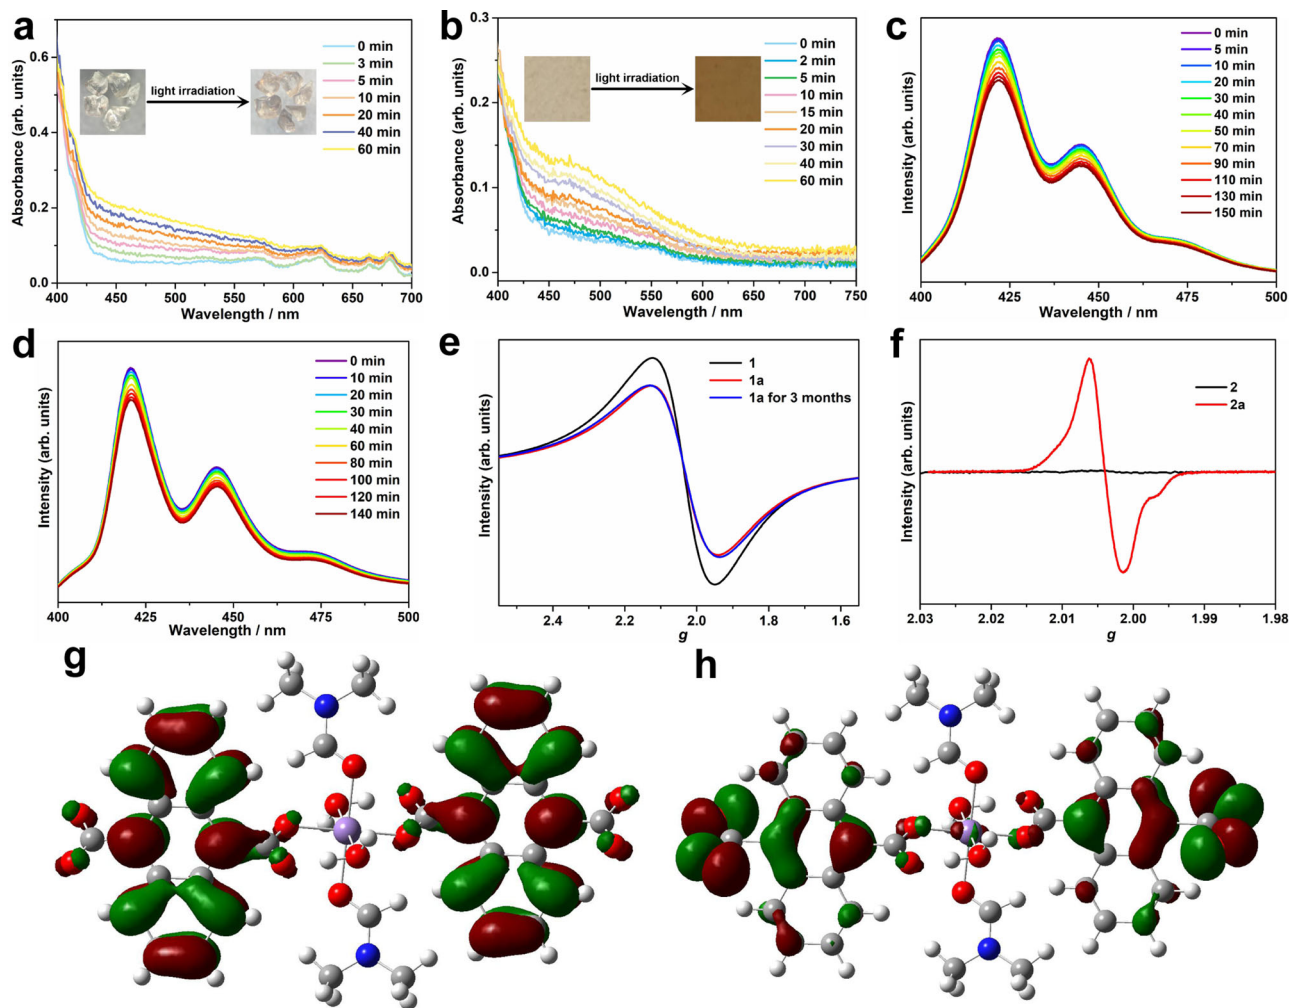 a
Absorbance (arb. units)
0.6
0.4
0.2
0.0
light irradiation
0 min
3 min
5 min
10 min
20 min
40 min
60 min
400 450 500 550 600 650 700
Wavelength / nm
b
Absorbance (arb. units)
0.3
0.2
0.1
0.0
light irradiation
0 min
2 min
5 min
10 min
15 min
20 min
30 min
40 min
60 min
400 450 500 550 600 650 700 750
Wavelength / nm
c
Intensity (arb. units)
0 min
5 min
10 min
20 min
30 min
40 min
50 min
70 min
90 min
110 min
130 min
150 min
400 425 450 475 500
Wavelength / nm
d
Intensity (arb. units)
0 min
10 min
20 min
30 min
40 min
60 min
80 min
100 min
120 min
140 min
400 425 450 475 500
Wavelength / nm
e
Intensity (arb. units)
1
1a
1a for 3 months
2.4 2.2 2.0 1.8 1.6
g
f
Intensity (arb. units)
2
2a
2.03 2.02 2.01 2.00 1.99 1.98
g
g
h